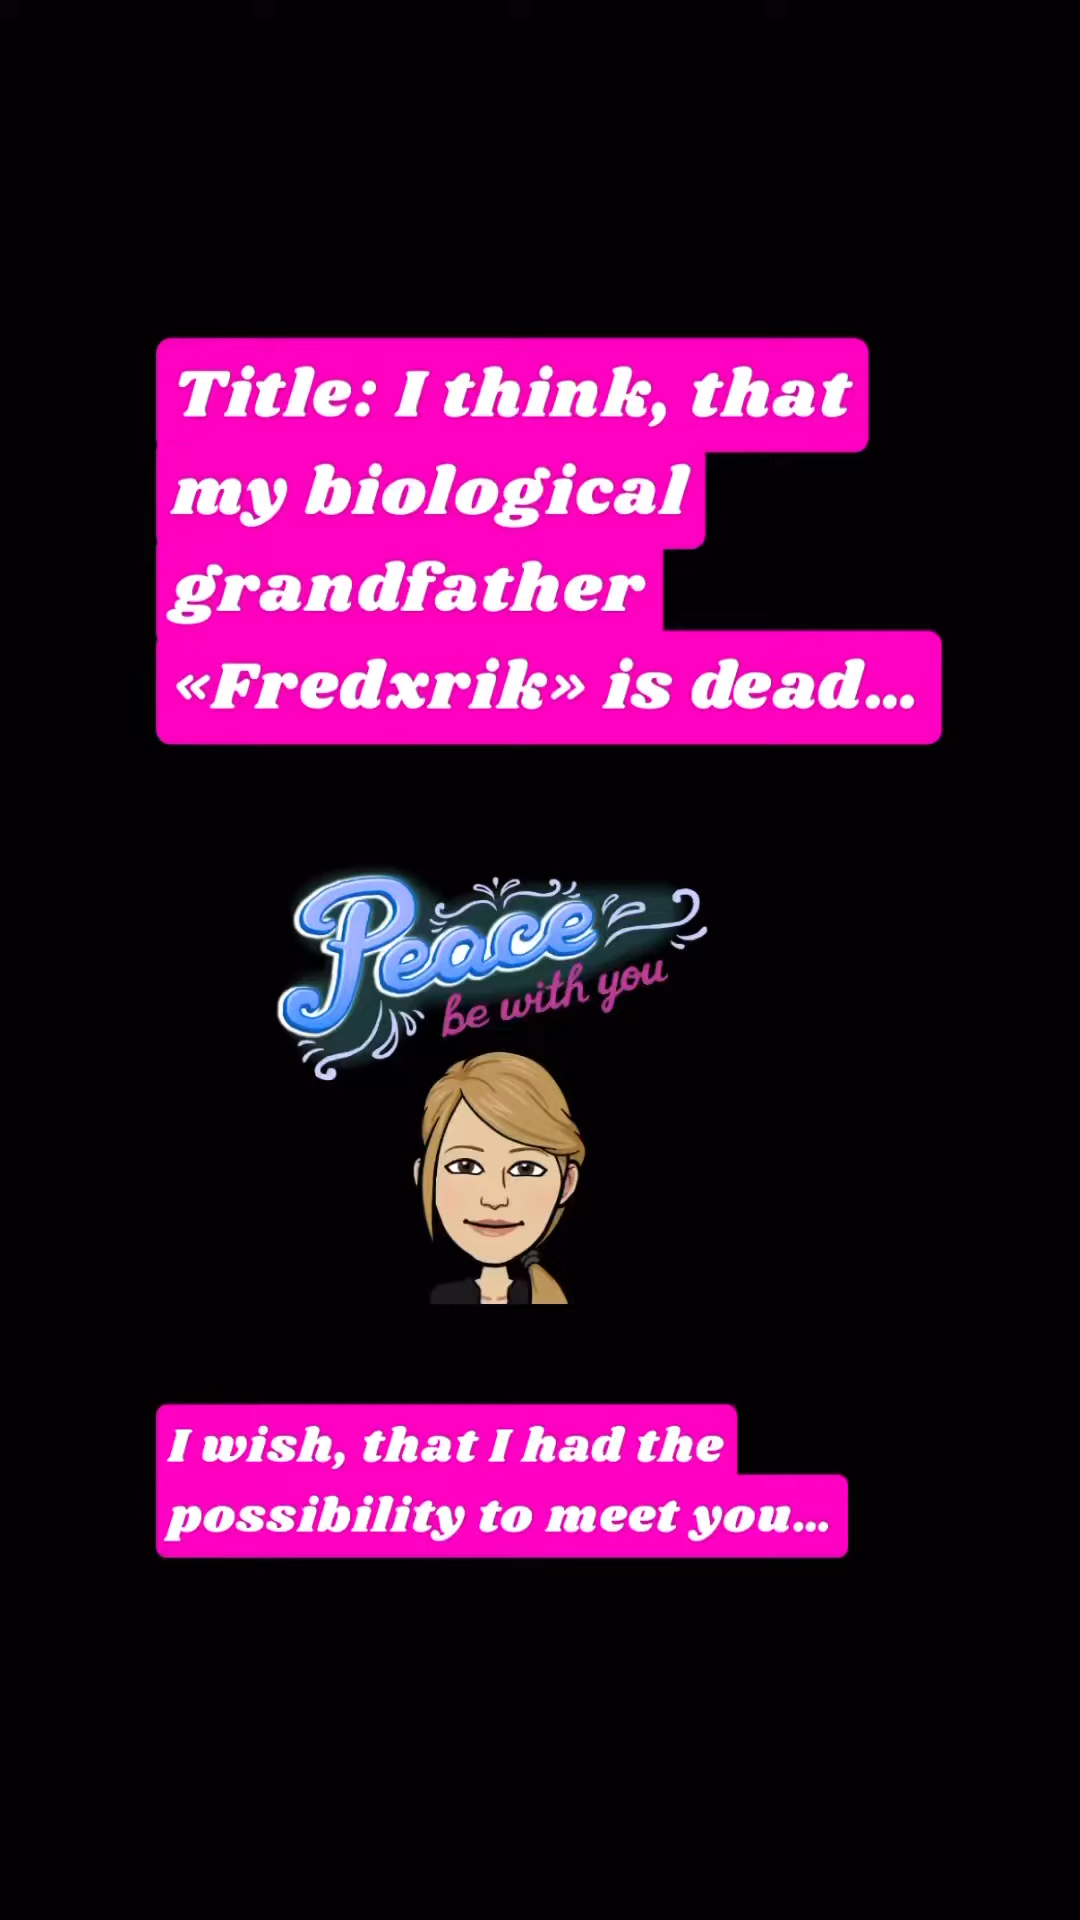 Title: I think, that
my biological
grandfather
«Fredxrik» is dead...
Peace
be with you
I wish, that I had the
possibility to meet you...